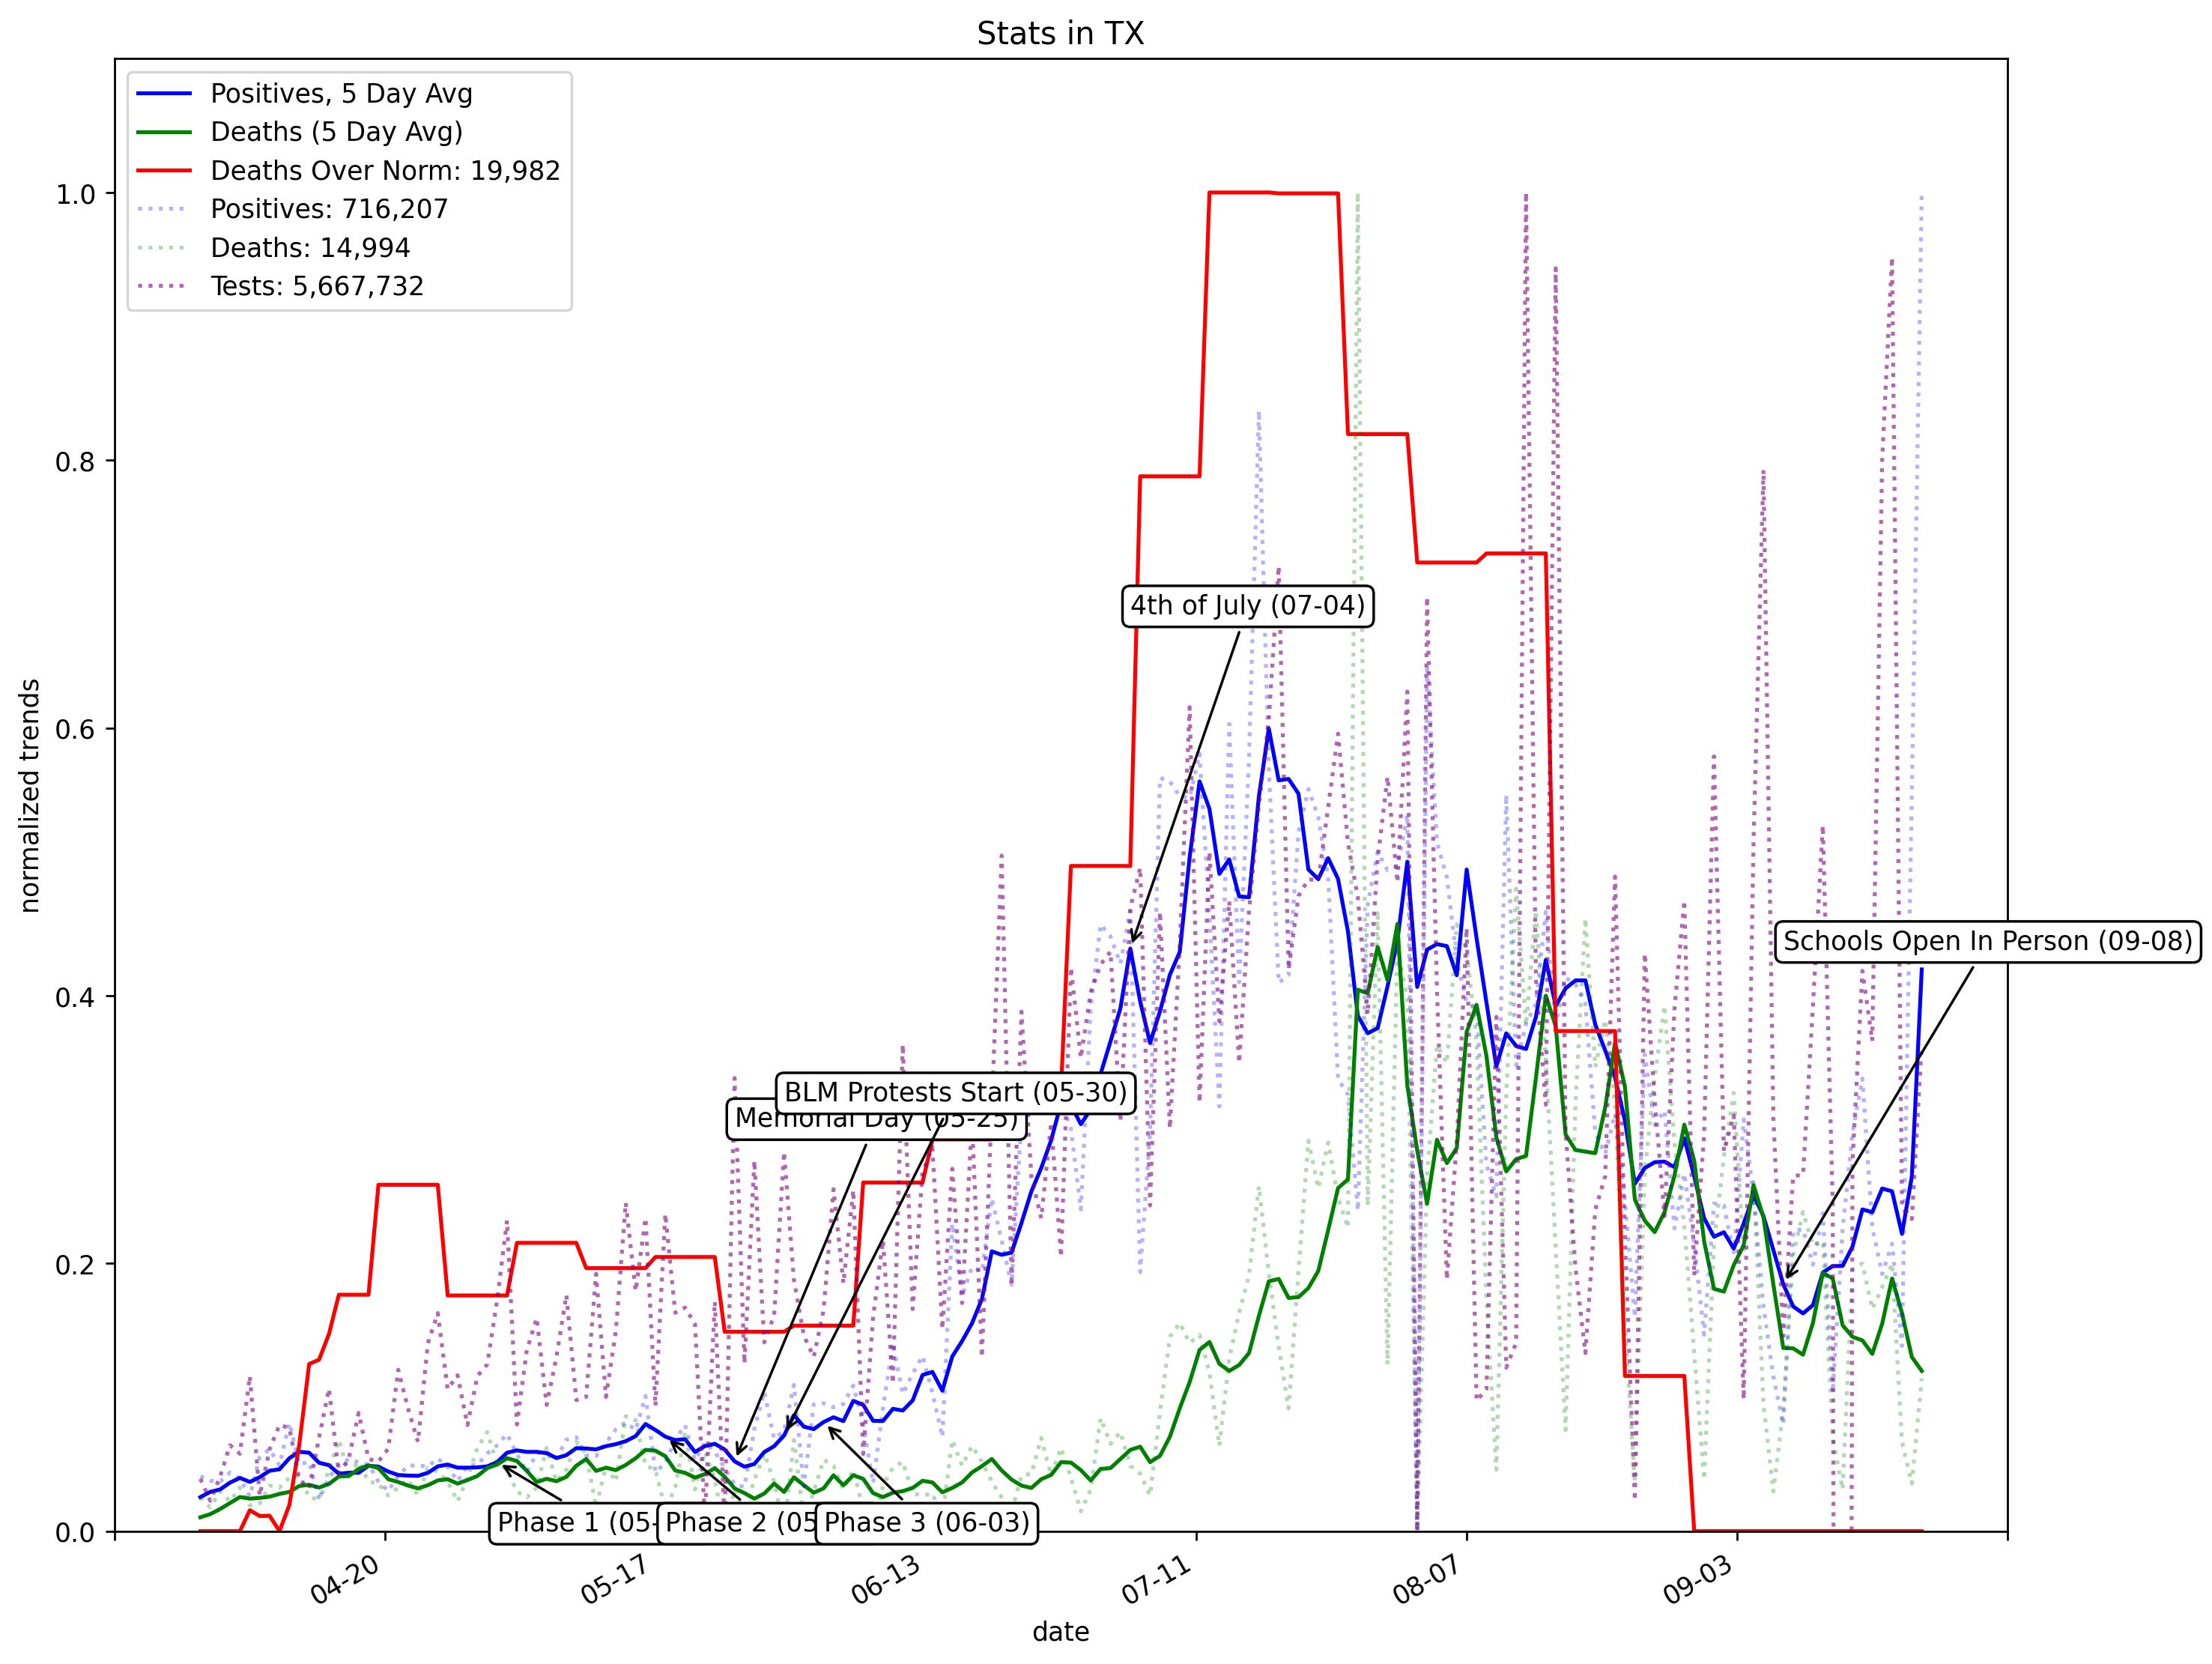 Stats in TX
Positives, 5 Day Avg
Deaths (5 Day Avg)
Deaths Over Norm: 19,982
Positives: 716,207
Deaths: 14,994
Tests: 5,667,732
normalized trends
1.0
0.8
0.6
0.4
0.2
0.0
4th of July (07-04)
Schools Open In Person (09-08)
BLM Protests Start (05-30)
Memorial Day (05-25)
Phase 1 (05-
Phase 2 (05
Phase 3 (06-03)
04-20
05-17
06-13
07-11
08-07
09-03
date